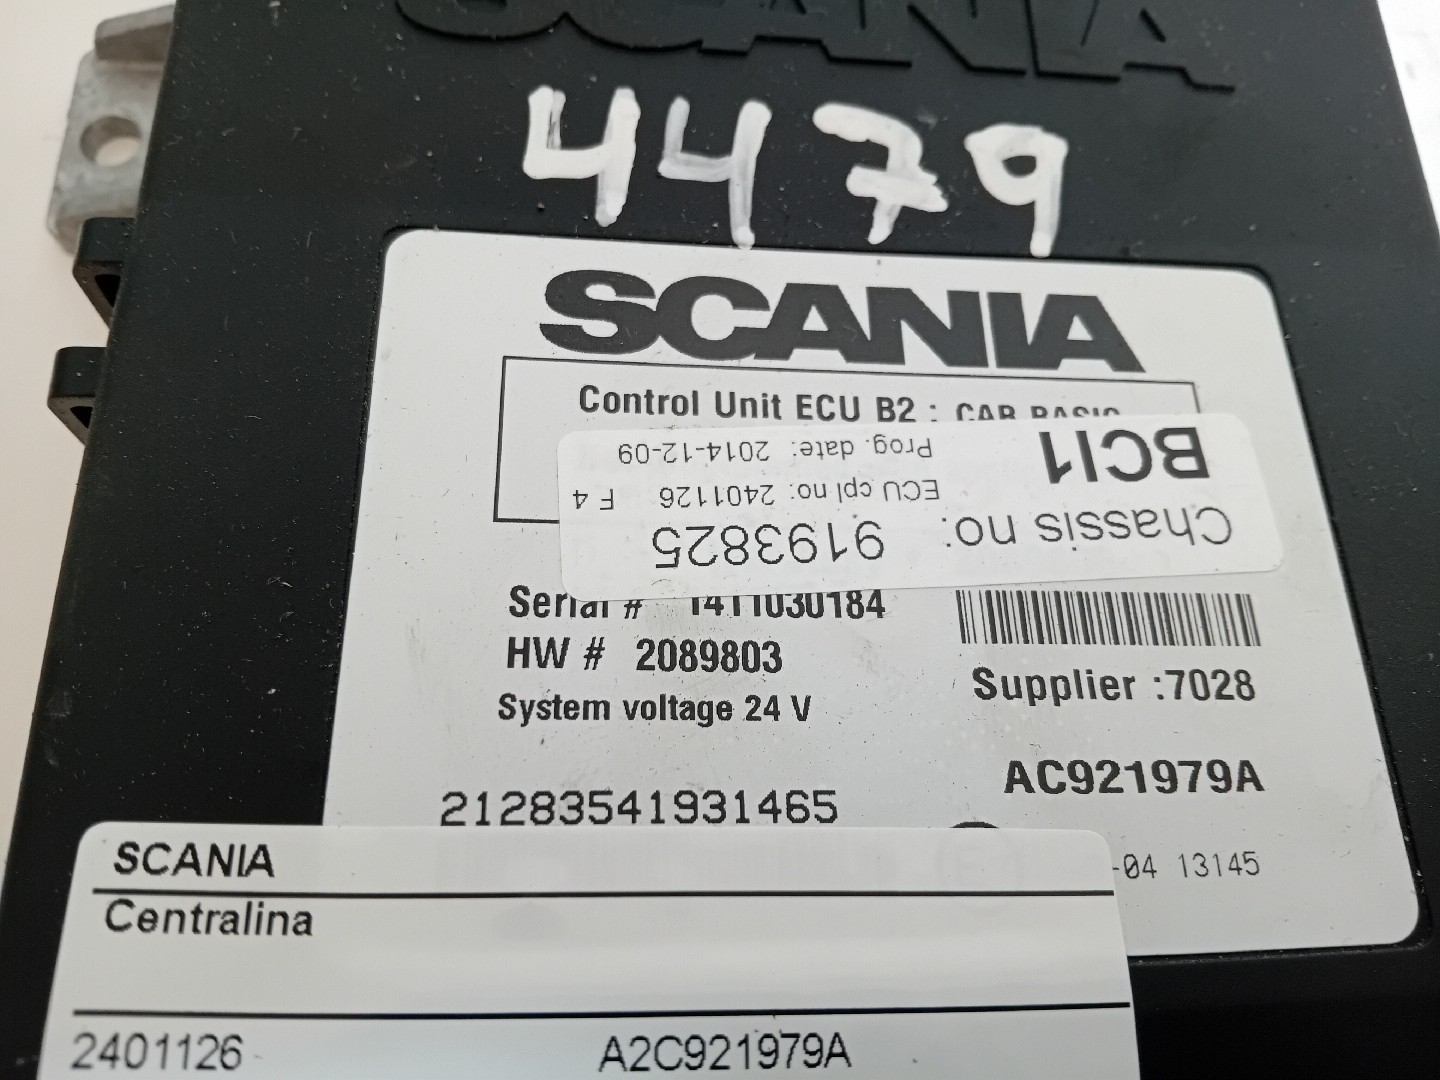 SCANIA
4479
SCANIA
Control Unit ECU B2 : CAB BASIC
BCI1
Prog. date: 2014-12-09
ECU cpl no: 2401126 F 4
Chassis no: 9193825
Serial # 1411030184
HW # 2089803
System voltage 24 V
Supplier :7028
AC921979A
21283541931465
-04 13145
SCANIA
Centralina
2401126 A2C921979A